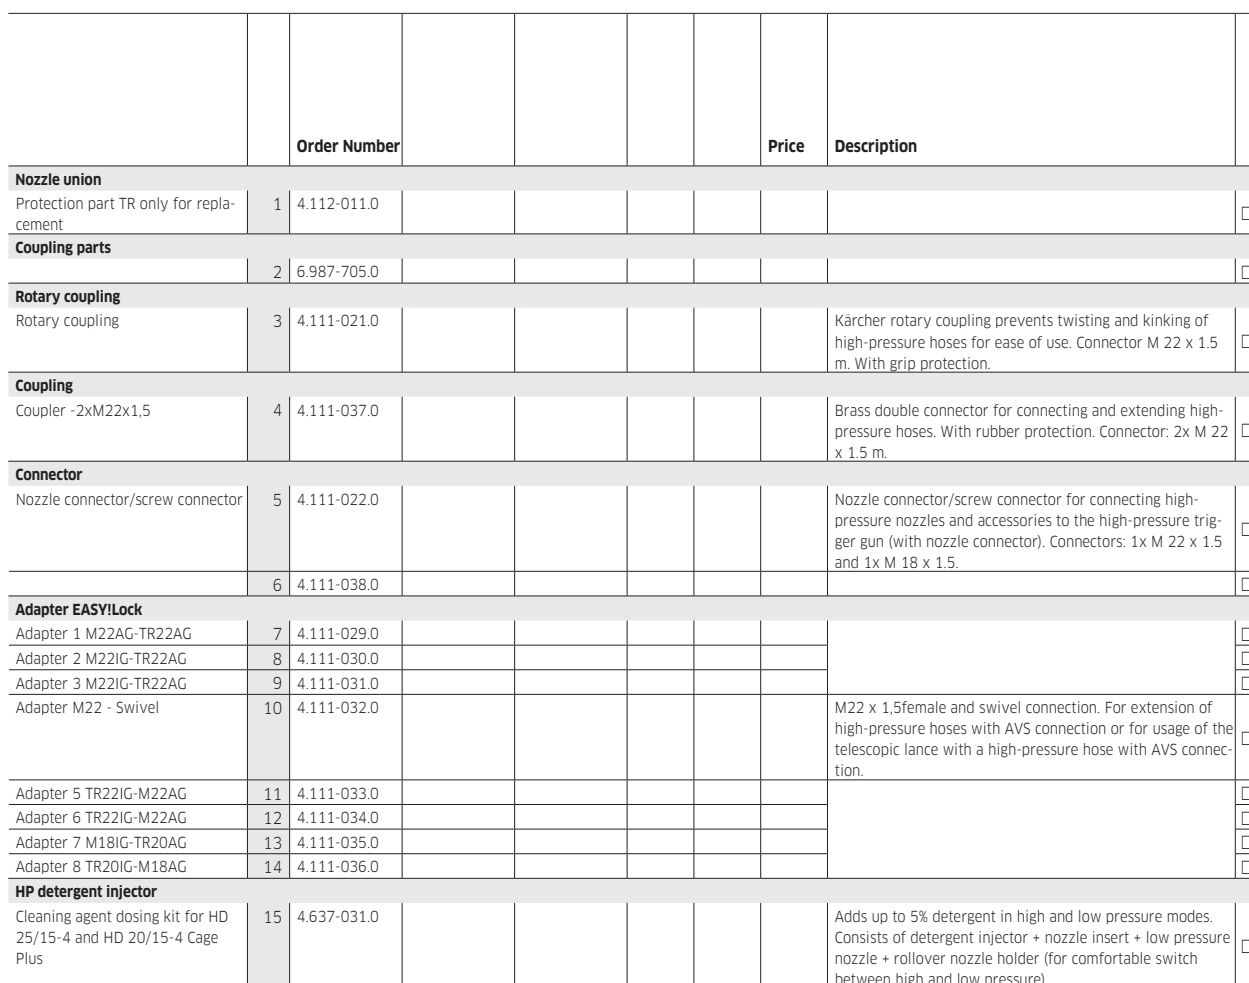 Order Number Price Description
Nozzle union
Protection part TR only for repla- 1 4.112-011.0
cement
Coupling parts
2 6.987-705.0
Rotary coupling
Rotary coupling 3 4.111-021.0 Kärcher rotary coupling prevents twisting and kinking of
high-pressure hoses for ease of use. Connector M 22 x 1.5
m. With grip protection.
Coupling
Coupler -2xM22x1,5 4 4.111-037.0 Brass double connector for connecting and extending high-
pressure hoses. With rubber protection. Connector: 2x M 22
x 1.5 m.
Connector
Nozzle connector/screw connector 5 4.111-022.0 Nozzle connector/screw connector for connecting high-
pressure nozzles and accessories to the high-pressure trig-
ger gun (with nozzle connector). Connectors: 1x M 22 x 1.5
and 1x M 18 x 1.5.
6 4.111-038.0
Adapter EASY!Lock
Adapter 1 M22AG-TR22AG 7 4.111-029.0
Adapter 2 M22IG-TR22AG 8 4.111-030.0
Adapter 3 M22IG-TR22AG 9 4.111-031.0
Adapter M22 - Swivel 10 4.111-032.0 M22 x 1,5female and swivel connection. For extension of
high-pressure hoses with AVS connection or for usage of the
telescopic lance with a high-pressure hose with AVS connec-
tion.
Adapter 5 TR22IG-M22AG 11 4.111-033.0
Adapter 6 TR22IG-M22AG 12 4.111-034.0
Adapter 7 M18IG-TR20AG 13 4.111-035.0
Adapter 8 TR20IG-M18AG 14 4.111-036.0
HP detergent injector
Cleaning agent dosing kit for HD 15 4.637-031.0 Adds up to 5% detergent in high and low pressure modes.
25/15-4 and HD 20/15-4 Cage Consists of detergent injector + nozzle insert + low pressure
Plus nozzle + rollover nozzle holder (for comfortable switch
between high and low pressure)